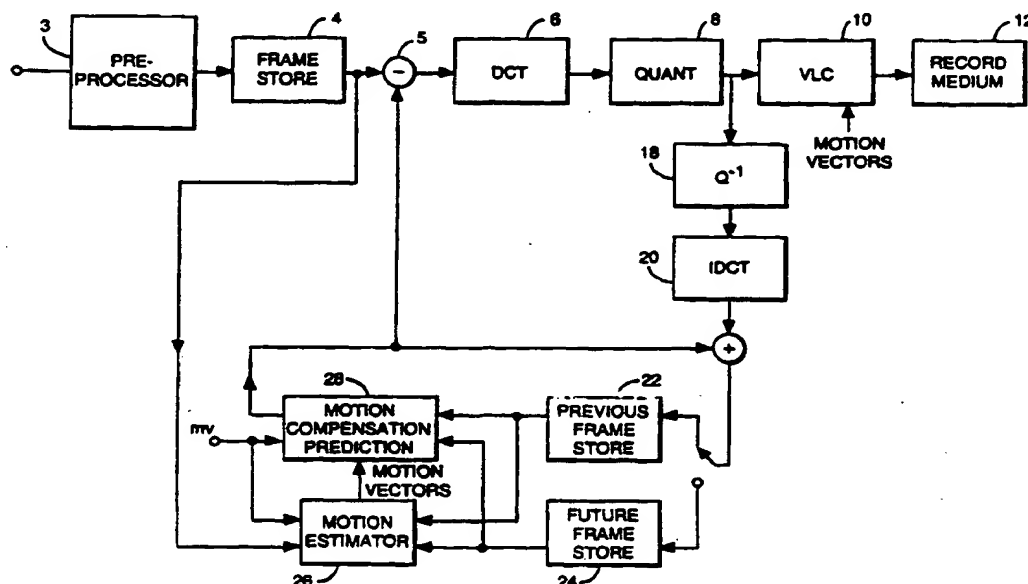 3
PRE-
PROCESSOR
4
FRAME
STORE
5
−
6
DCT
8
QUANT
10
VLC
12
RECORD
MEDIUM
MOTION
VECTORS
18
Q-1
20
IDCT
+
28
MOTION
COMPENSATION
PREDICTION
22
PREVIOUS
FRAME
STORE
mv
MOTION
VECTORS
MOTION
ESTIMATOR
26
FUTURE
FRAME
STORE
24